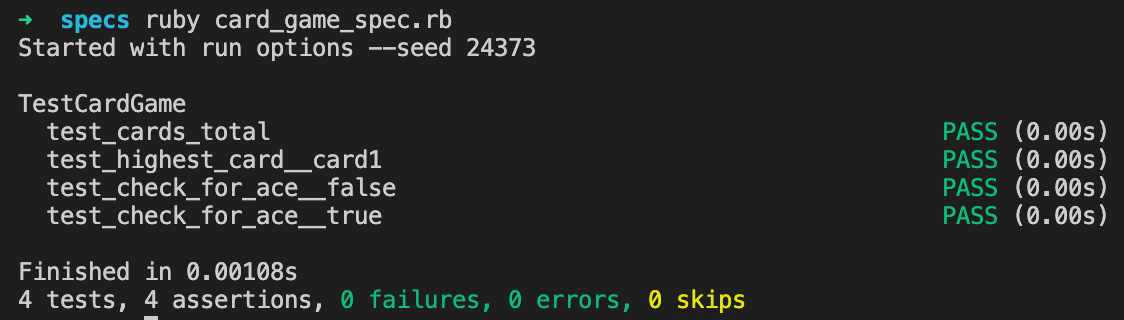 ➜  specs ruby card_game_spec.rb
Started with run options --seed 24373

TestCardGame
  test_cards_total                                                PASS (0.00s)
  test_highest_card__card1                                        PASS (0.00s)
  test_check_for_ace__false                                       PASS (0.00s)
  test_check_for_ace__true                                        PASS (0.00s)

Finished in 0.00108s
4 tests, 4 assertions, 0 failures, 0 errors, 0 skips